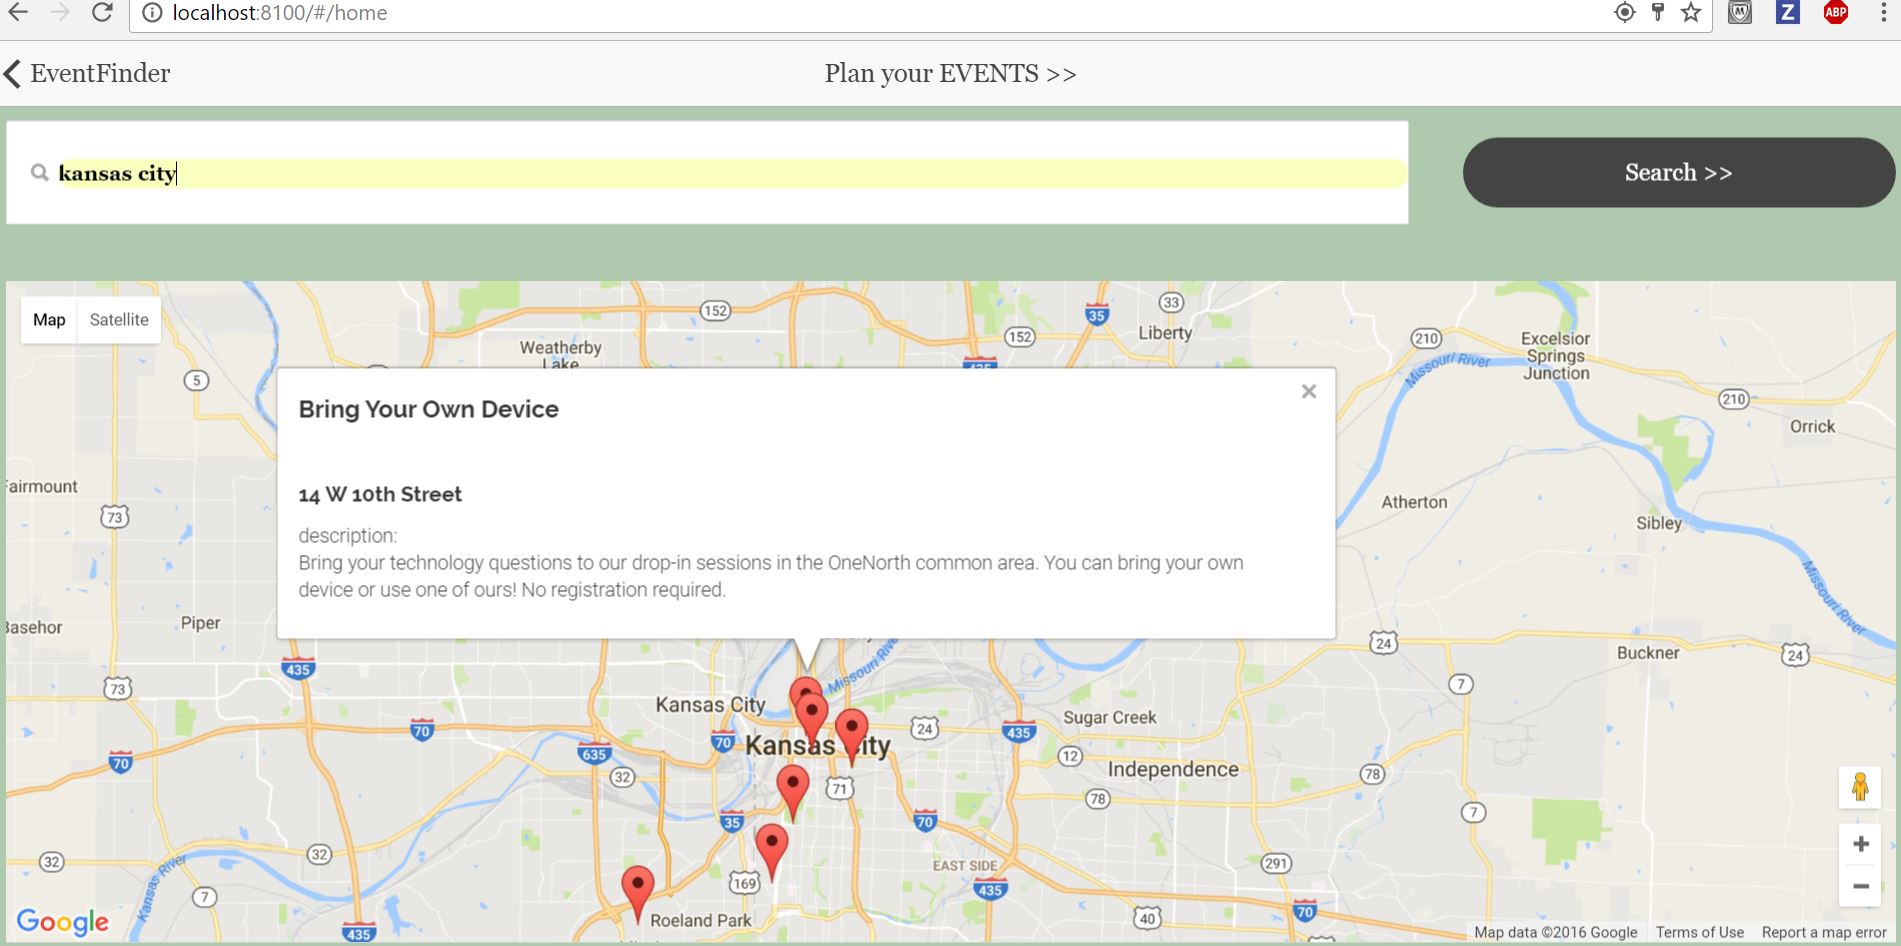 localhost:8100/#/home
ABP
EventFinder
Plan your EVENTS >>
kansas city
Search >>
Map
Satellite
Bring Your Own Device
14 W 10th Street
description:
Bring your technology questions to our drop-in sessions in the OneNorth common area. You can bring your own
device or use one of ours! No registration required.
152
33
35
Liberty
152
Weatherby
Lake
435
210
Excelsior
Springs
Junction
Missouri River
5
210
Orrick
Fairmount
73
Atherton
Sibley
Missouri River
Piper
Basehor
435
73
24
Buckner
24
7
Missouri River
Kansas City
70
70
635
32
70
Kansas City
24
435
Sugar Creek
12
Independence
78
71
78
7
35
70
32
32
Kansas River
7
169
EAST SIDE
435
291
435
Roeland Park
40
70
Google
Map data ©2016 Google
Terms of Use
Report a map error